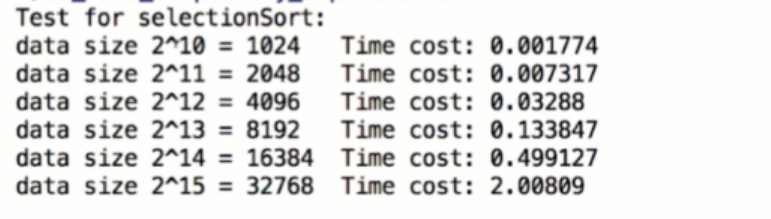 Test for selectionSort:
data size 2^10 = 1024   Time cost: 0.001774
data size 2^11 = 2048   Time cost: 0.007317
data size 2^12 = 4096   Time cost: 0.03288
data size 2^13 = 8192   Time cost: 0.133847
data size 2^14 = 16384  Time cost: 0.499127
data size 2^15 = 32768  Time cost: 2.00809